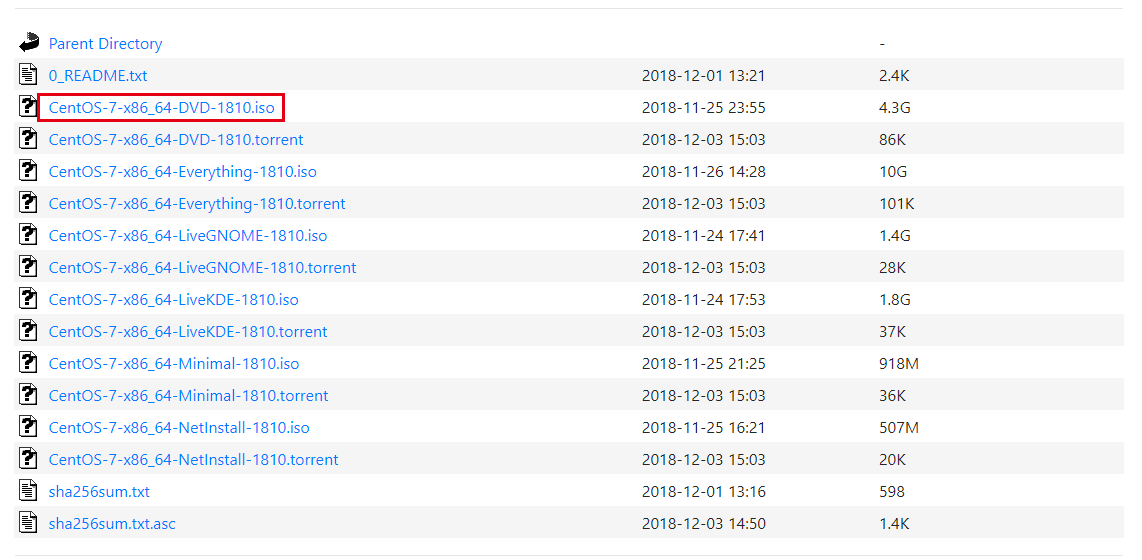 Parent Directory -
0_README.txt 2018-12-01 13:21 2.4K
CentOS-7-x86_64-DVD-1810.iso 2018-11-25 23:55 4.3G
CentOS-7-x86_64-DVD-1810.torrent 2018-12-03 15:03 86K
CentOS-7-x86_64-Everything-1810.iso 2018-11-26 14:28 10G
CentOS-7-x86_64-Everything-1810.torrent 2018-12-03 15:03 101K
CentOS-7-x86_64-LiveGNOME-1810.iso 2018-11-24 17:41 1.4G
CentOS-7-x86_64-LiveGNOME-1810.torrent 2018-12-03 15:03 28K
CentOS-7-x86_64-LiveKDE-1810.iso 2018-11-24 17:53 1.8G
CentOS-7-x86_64-LiveKDE-1810.torrent 2018-12-03 15:03 37K
CentOS-7-x86_64-Minimal-1810.iso 2018-11-25 21:25 918M
CentOS-7-x86_64-Minimal-1810.torrent 2018-12-03 15:03 36K
CentOS-7-x86_64-NetInstall-1810.iso 2018-11-25 16:21 507M
CentOS-7-x86_64-NetInstall-1810.torrent 2018-12-03 15:03 20K
sha256sum.txt 2018-12-01 13:16 598
sha256sum.txt.asc 2018-12-03 14:50 1.4K